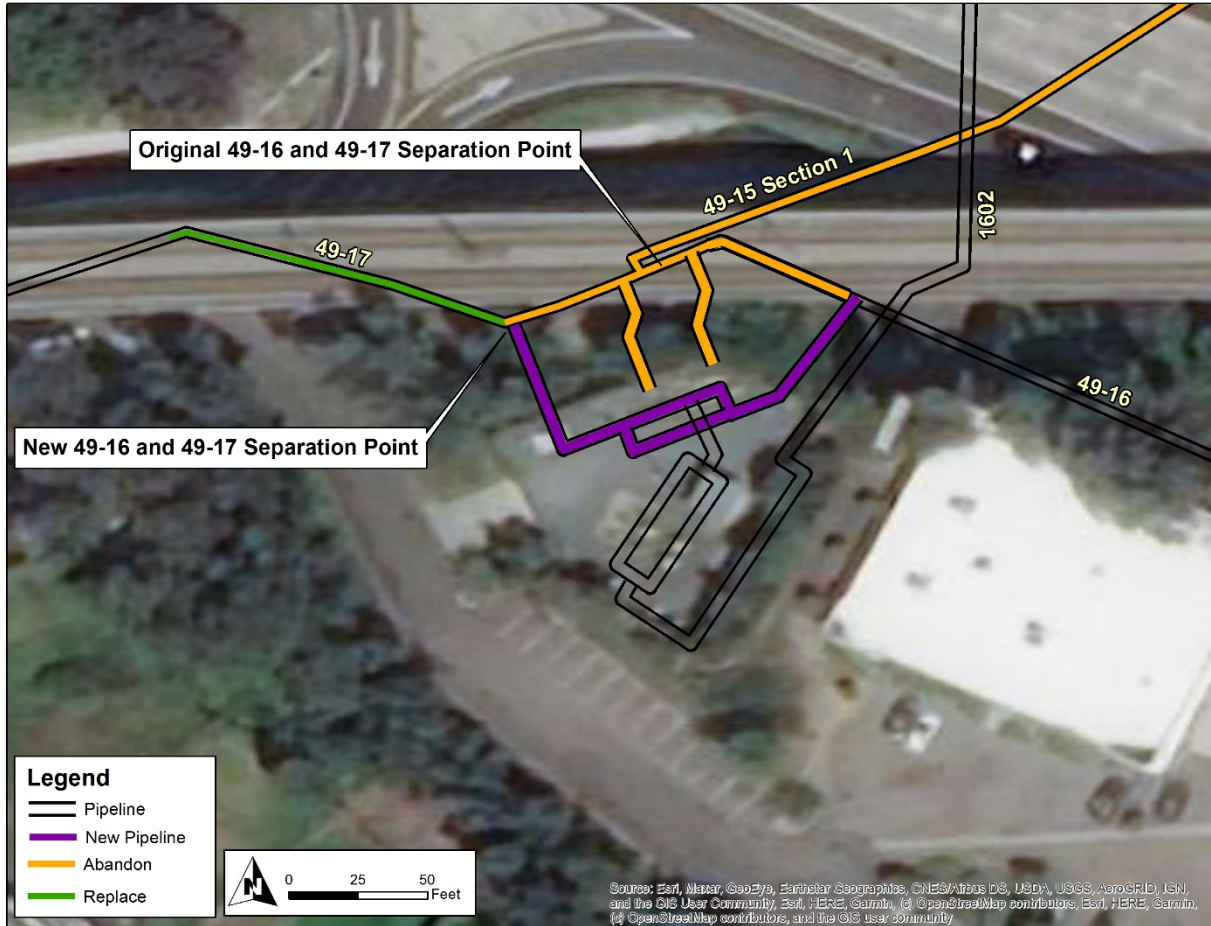 Original 49-16 and 49-17 Separation Point
49-15 Section 1
1602
49-17
49-16
New 49-16 and 49-17 Separation Point
Legend
Pipeline
New Pipeline
Abandon
Replace
N
0 25 50
Feet
Source: Esri, Maxar, GeoEye, Earthstar Geographics, CNES/Airbus DS, USDA, USGS, AeroGRID, IGN,
and the GIS User Community, Esri, HERE, Garmin, (c) OpenStreetMap contributors, Esri, HERE, Garmin,
(c) OpenStreetMap contributors, and the GIS user community